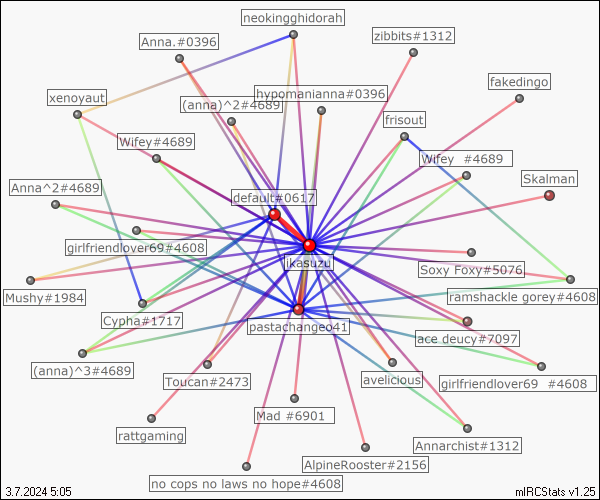 neokingghidorah
Anna.#0396
zibbits#1312
fakedingo
hypomanianna#0396
xenoyaut
(anna)^2#4689
frisout
Wifey#4689
Wifey #4689
Skalman
Anna^2#4689
default#0617
girlfriendlover69#4608
ikasuzu
Soxy Foxy#5076
Mushy#1984
ramshackle gorey#4608
Cypha#1717
pastachangeo41
ace deucy#7097
(anna)^3#4689
Toucan#2473
avelicious
girlfriendlover69 #4608
Mad #6901
rattgaming
Annarchist#1312
AlpineRooster#2156
no cops no laws no hope#4608
3.7.2024 5:05
mIRCStats v1.25